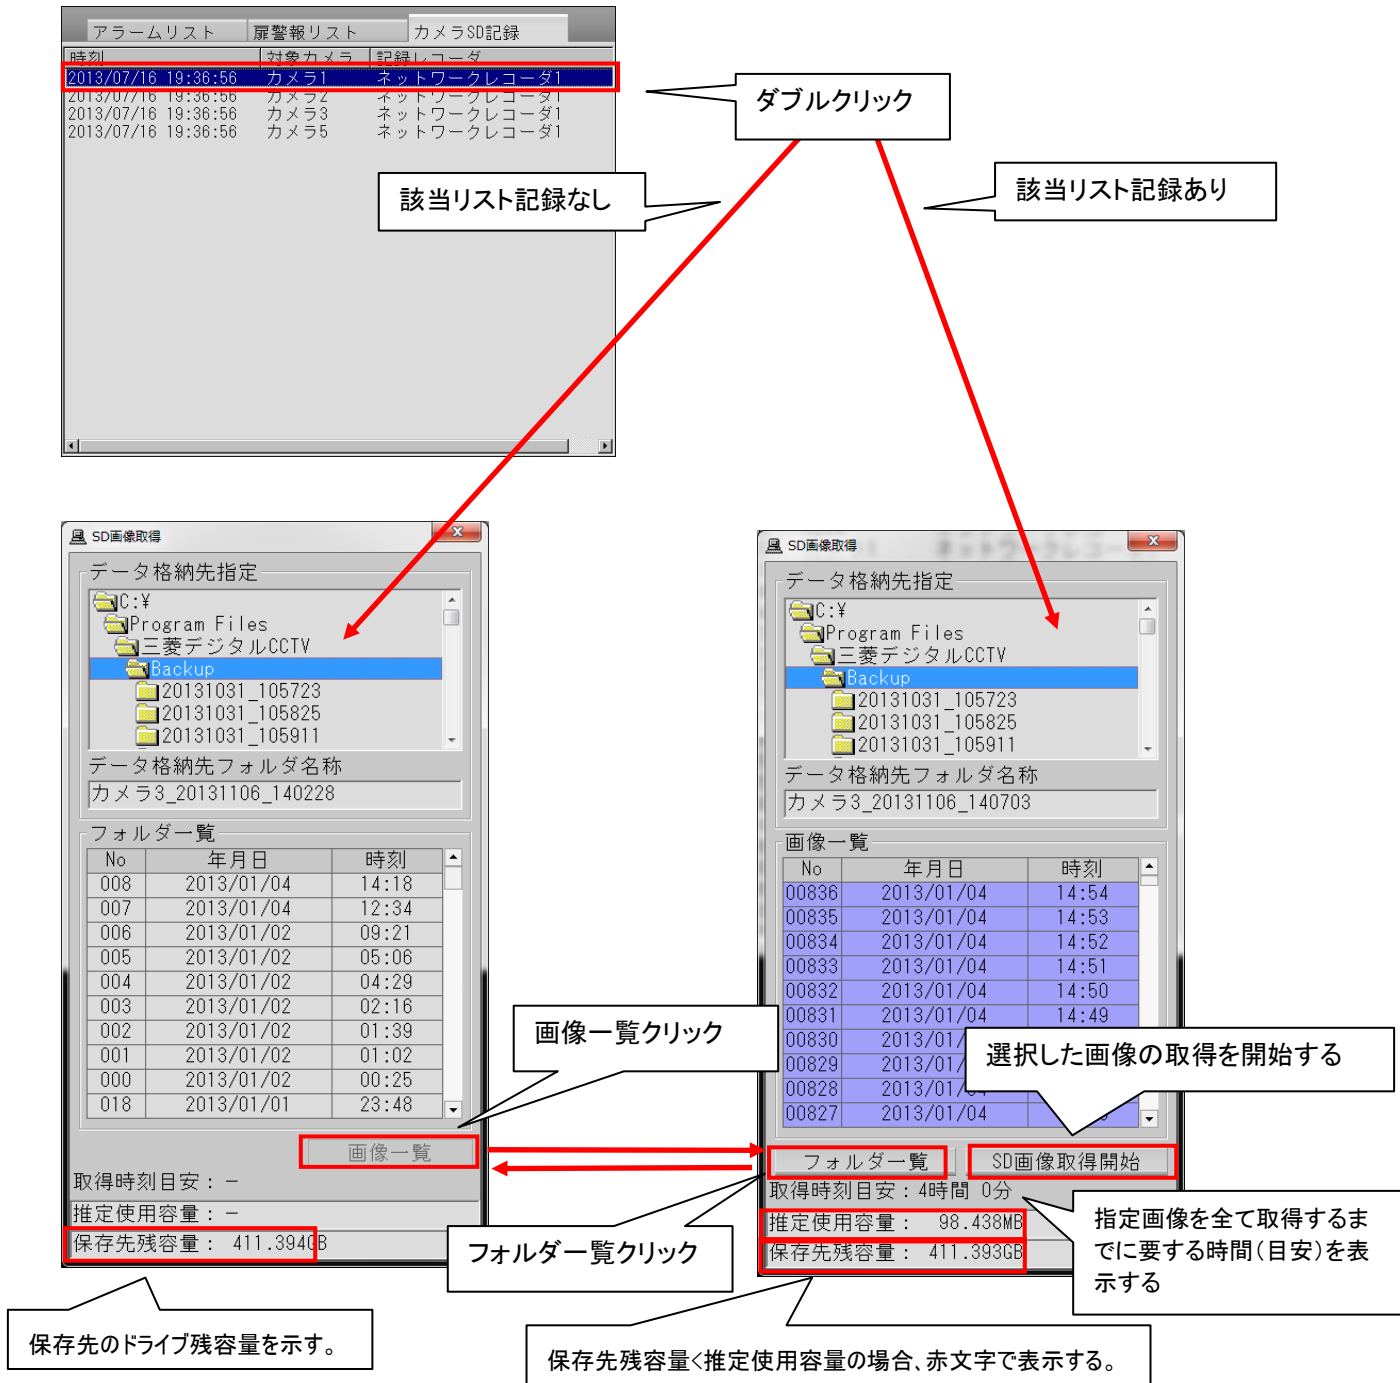 アラームリスト 扉警報リスト カメラSD記録
時刻 対象カメラ 記録レコーダ
2013/07/16 19:36:56 カメラ1 ネットワークレコーダ1
2013/07/16 19:36:56 カメラ2 ネットワークレコーダ1
2013/07/16 19:36:56 カメラ3 ネットワークレコーダ1
2013/07/16 19:36:56 カメラ5 ネットワークレコーダ1
ダブルクリック
該当リスト記録なし
該当リスト記録あり
SD画像取得
データ格納先指定
C:¥
Program Files
三菱デジタルCCTV
Backup
20131031_105723
20131031_105825
20131031_105911
データ格納先フォルダ名称
カメラ3_20131106_140228
フォルダ一覧
No 年月日 時刻
008 2013/01/04 14:18
007 2013/01/04 12:34
006 2013/01/02 09:21
005 2013/01/02 05:06
004 2013/01/02 04:29
003 2013/01/02 02:16
002 2013/01/02 01:39
001 2013/01/02 01:02
000 2013/01/02 00:25
018 2013/01/01 23:48
画像一覧
取得時刻目安：－
推定使用容量：－
保存先残容量： 411.394GB
保存先のドライブ残容量を示す。
画像一覧クリック
フォルダ一覧クリック
SD画像取得
データ格納先指定
C:¥
Program Files
三菱デジタルCCTV
Backup
20131031_105723
20131031_105825
20131031_105911
データ格納先フォルダ名称
カメラ3_20131106_140703
画像一覧
No 年月日 時刻
00836 2013/01/04 14:54
00835 2013/01/04 14:53
00834 2013/01/04 14:52
00833 2013/01/04 14:51
00832 2013/01/04 14:50
00831 2013/01/04 14:49
00830 2013/01/
00829 2013/01/
00828 2013/01/
00827 2013/01/04
選択した画像の取得を開始する
フォルダ一覧 SD画像取得開始
取得時刻目安：4時間 0分
推定使用容量： 98.438MB
保存先残容量： 411.393GB
指定画像を全て取得するま
でに要する時間（目安）を表
示する
保存先残容量<推定使用容量の場合、赤文字で表示する。